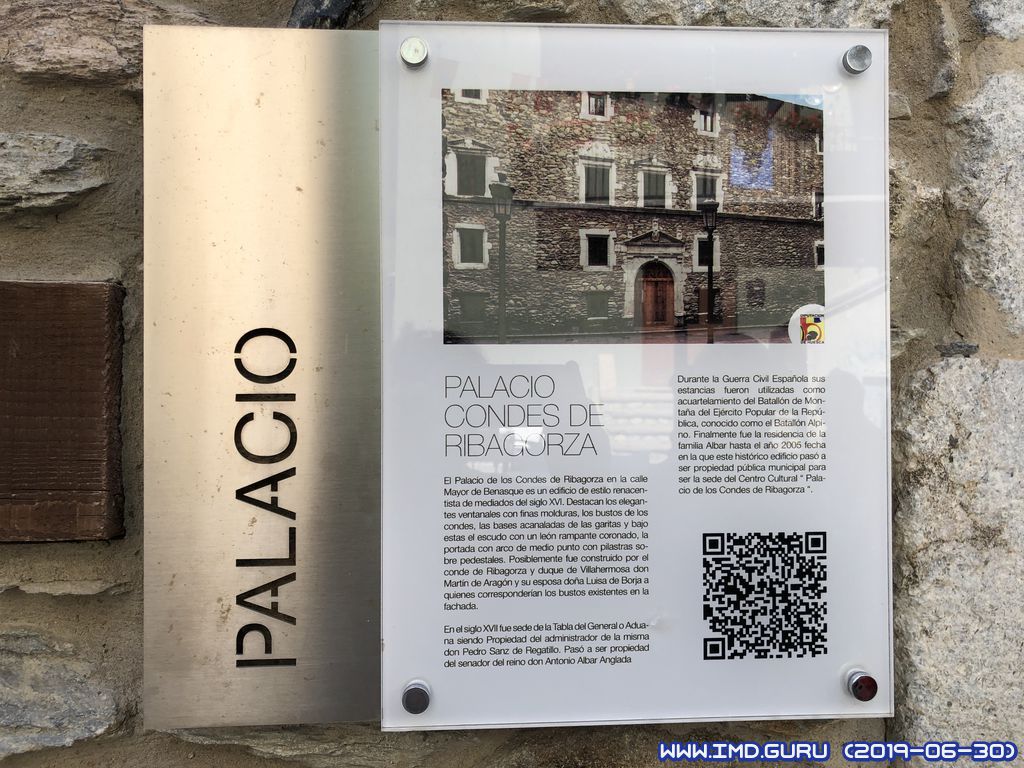 PALACIO
DIPUTACION
DE HUESCA
PALACIO
CONDES DE
RIBAGORZA
El Palacio de los Condes de Ribagorza en la calle
Mayor de Benasque es un edificio de estilo renacen-
tista de mediados del siglo XVI. Destacan los elegan-
tes ventanales con finas molduras, los bustos de los
condes, las bases acanaladas de las garitas y bajo
estas el escudo con un león rampante coronado, la
portada con arco de medio punto con pilastras so-
bre pedestales. Posiblemente fue construido por el
conde de Ribagorza y duque de Villahermosa don
Martín de Aragón y su esposa doña Luisa de Borja a
quienes corresponderían los bustos existentes en la
fachada.
En el siglo XVII fue sede de la Tabla del General o Adua-
na siendo Propiedad del administrador de la misma
don Pedro Sanz de Regatillo. Pasó a ser propiedad
del senador del reino don Antonio Albar Anglada
Durante la Guerra Civil Española sus
estancias fueron utilizadas como
acuartelamiento del Batallón de Mon-
taña del Ejército Popular de la Repú-
blica, conocido como el Batallón Alpi-
no. Finalmente fue la residencia de la
familia Albar hasta el año 2005 fecha
en la que este histórico edificio pasó a
ser propiedad pública municipal para
ser la sede del Centro Cultural " Pala-
cio de los Condes de Ribagorza ".
WWW.IMD.GURU (2019-06-30)